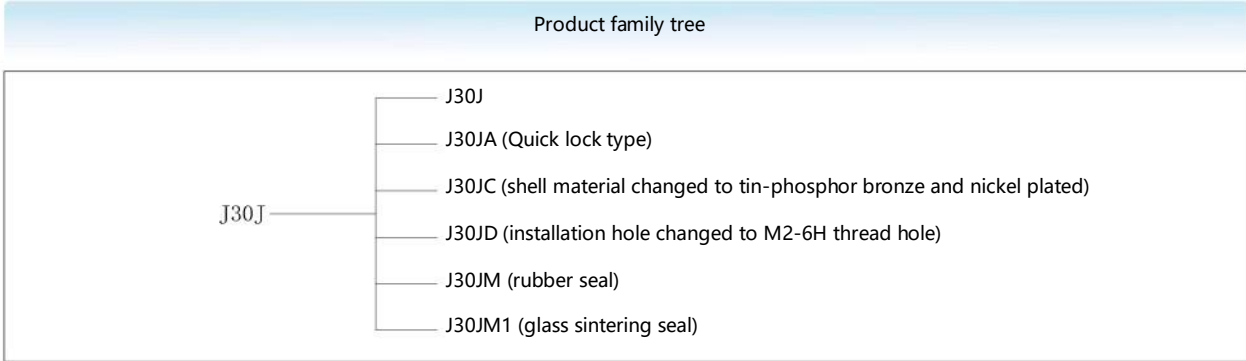 Product family tree
J30J
J30JA (Quick lock type)
J30JC (shell material changed to tin-phosphor bronze and nickel plated)
J30J
J30JD (installation hole changed to M2-6H thread hole)
J30JM (rubber seal)
J30JM1 (glass sintering seal)